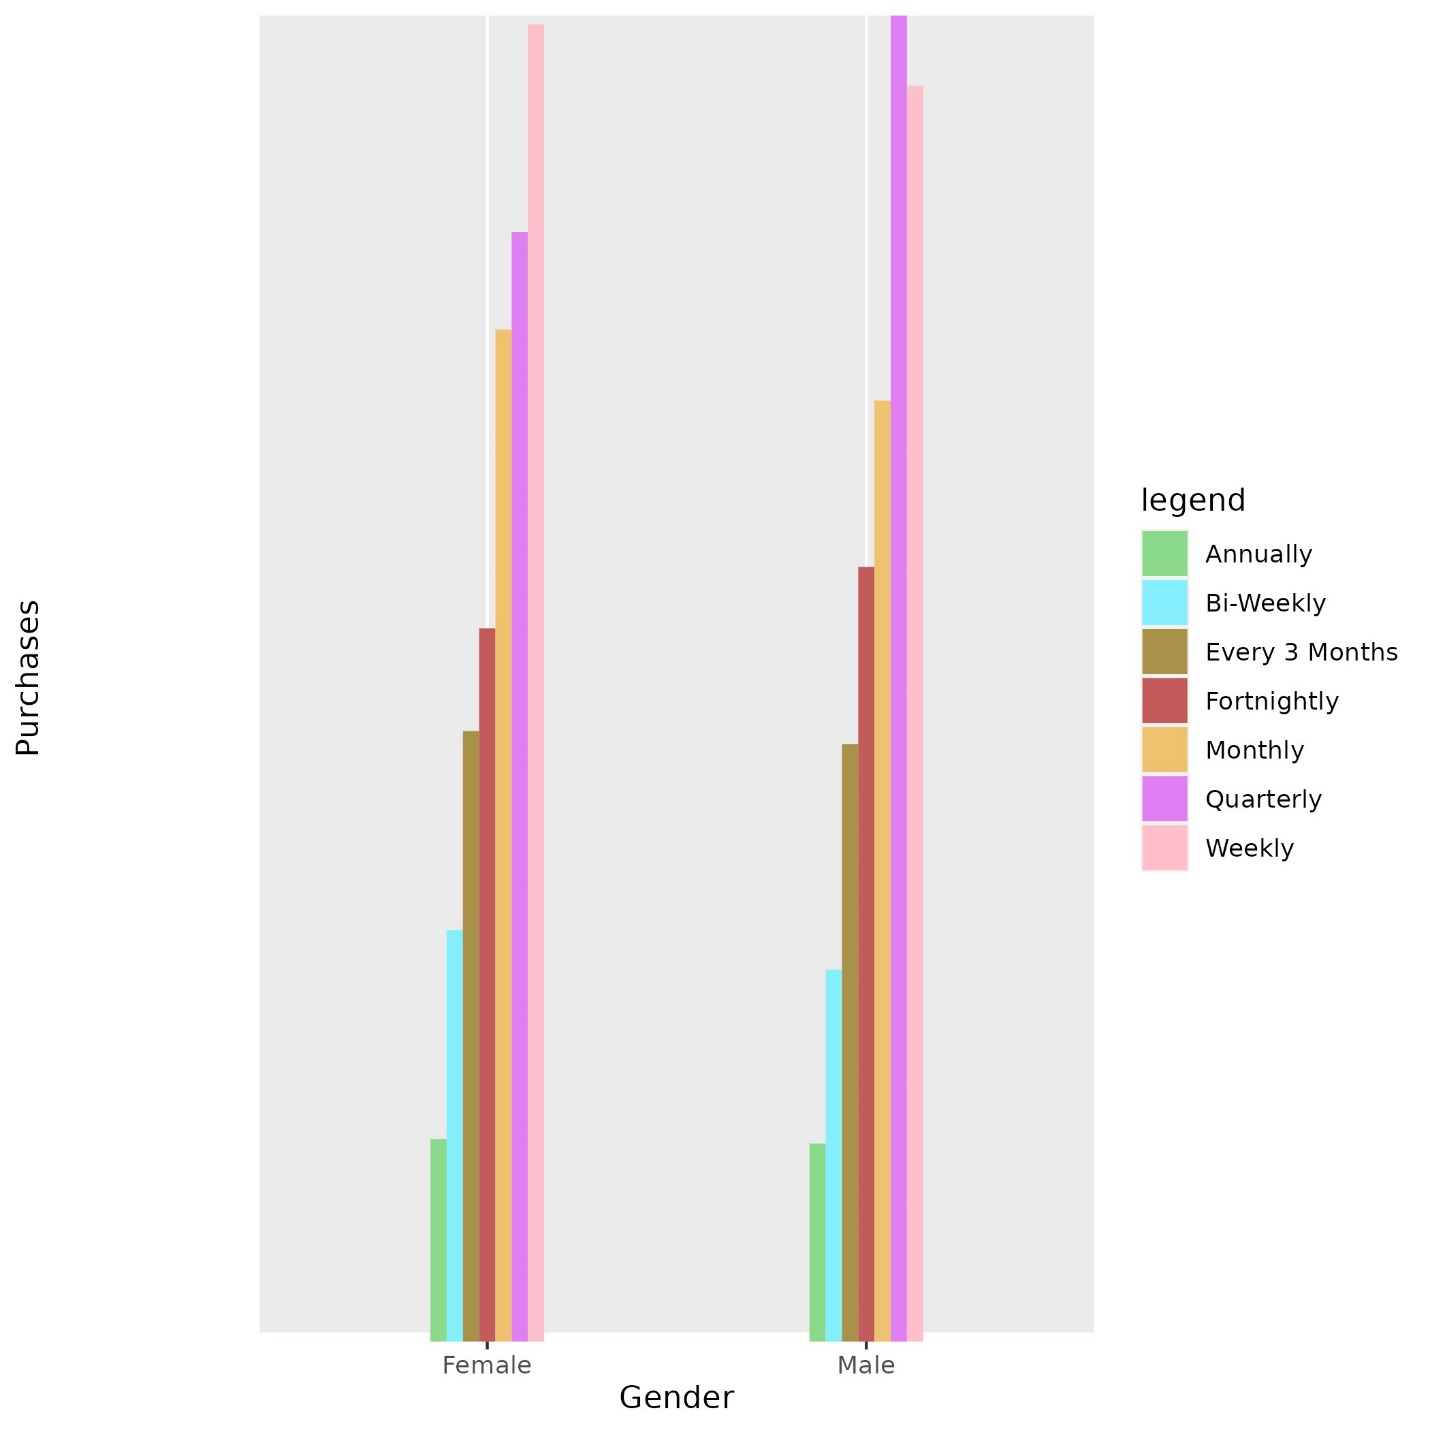 Purchases
Female
Male
Gender
legend
Annually
Bi-Weekly
Every 3 Months
Fortnightly
Monthly
Quarterly
Weekly